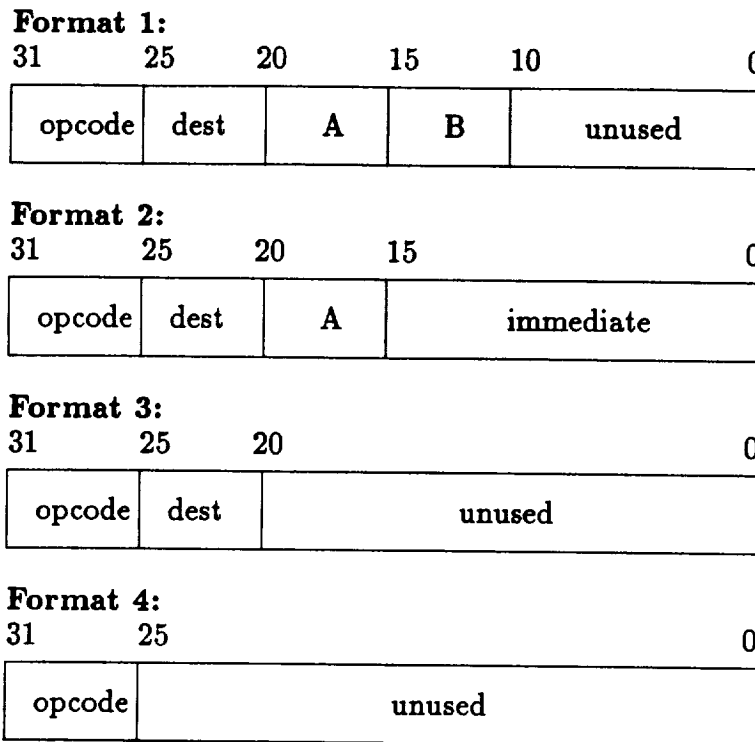 Format 1:
31 25 20 15 10 0
opcode dest A B unused
Format 2:
31 25 20 15 0
opcode dest A immediate
Format 3:
31 25 20 0
opcode dest unused
Format 4:
31 25 0
opcode unused